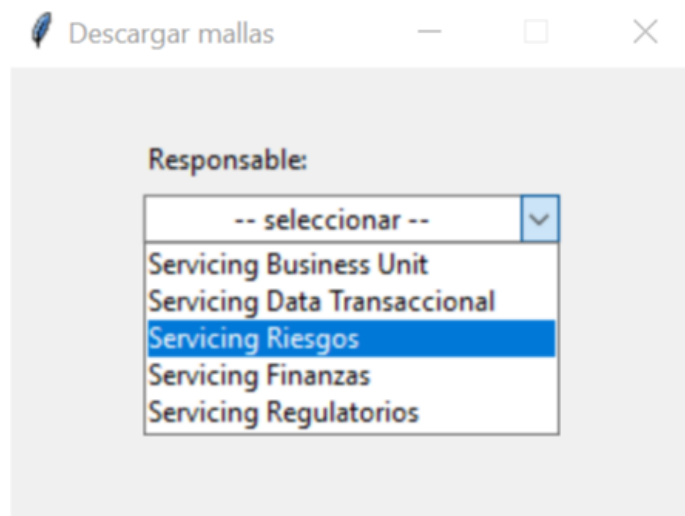 Descargar mallas
Responsable:
-- seleccionar --
Servicing Business Unit
Servicing Data Transaccional
Servicing Riesgos
Servicing Finanzas
Servicing Regulatorios